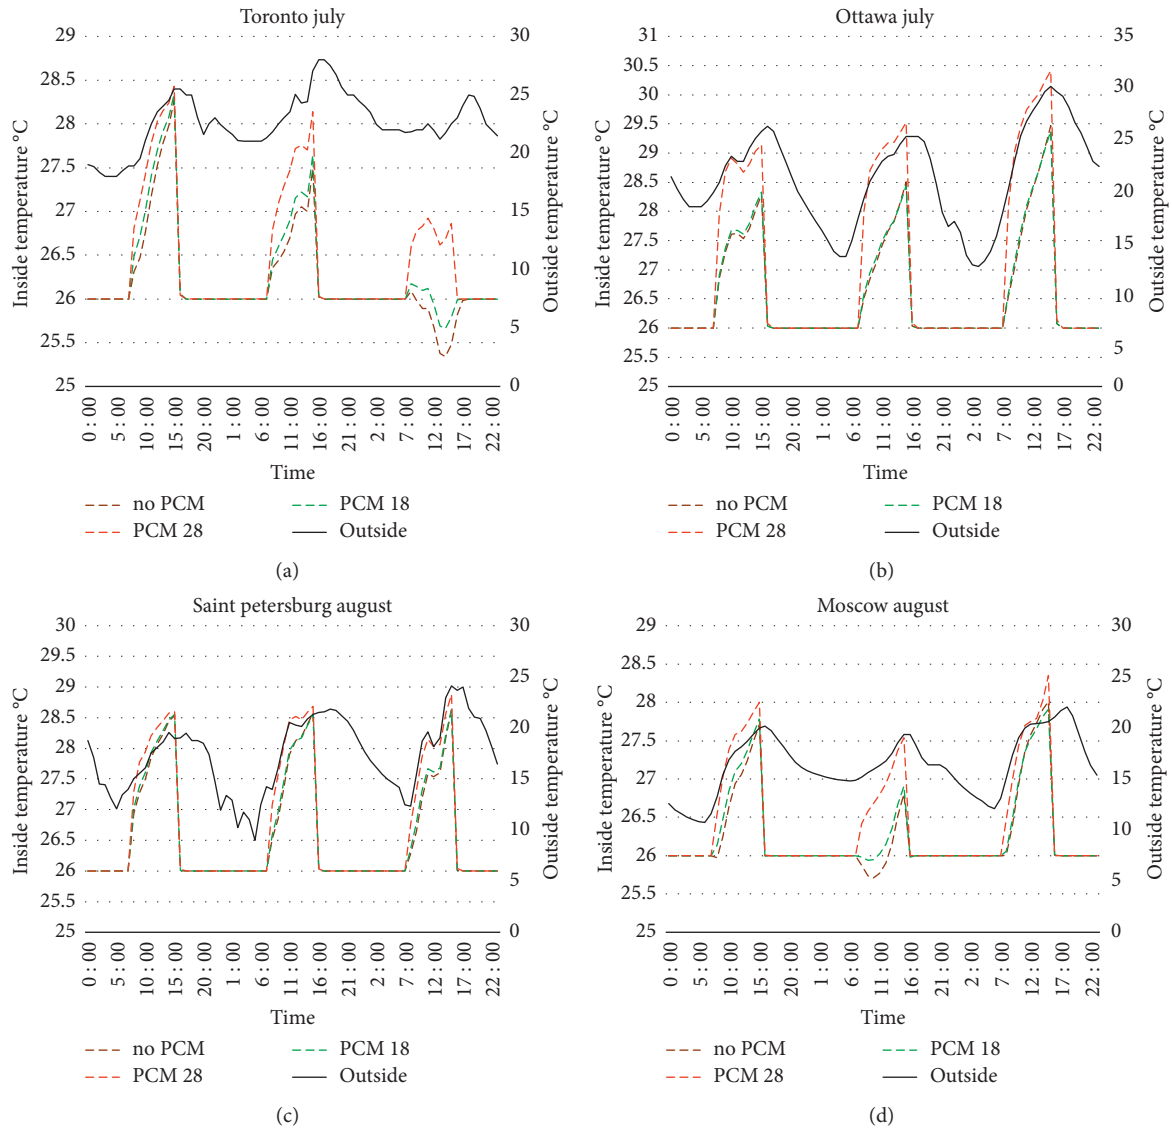 Toronto july
29
28.5
28
27.5
27
26.5
26
25.5
25
Inside temperature °C
30
25
20
15
10
5
0
Outside temperature °C
0 : 00
5 : 00
10 : 00
15 : 00
20 : 00
1 : 00
6 : 00
11 : 00
16 : 00
21 : 00
2 : 00
7 : 00
12 : 00
17 : 00
22 : 00
Time
no PCM
PCM 18
PCM 28
Outside
(a)
Ottawa july
31
30.5
30
29.5
29
28.5
28
27.5
27
26.5
26
25.5
25
Inside temperature °C
35
30
25
20
15
10
5
0
Outside temperature °C
0 : 00
5 : 00
10 : 00
15 : 00
20 : 00
1 : 00
6 : 00
11 : 00
16 : 00
21 : 00
2 : 00
7 : 00
12 : 00
17 : 00
22 : 00
Time
no PCM
PCM 18
PCM 28
Outside
(b)
Saint petersburg august
30
29.5
29
28.5
28
27.5
27
26.5
26
25.5
25
Inside temperature °C
30
25
20
15
10
5
0
Outside temperature °C
0 : 00
5 : 00
10 : 00
15 : 00
20 : 00
1 : 00
6 : 00
11 : 00
16 : 00
21 : 00
2 : 00
7 : 00
12 : 00
17 : 00
22 : 00
Time
no PCM
PCM 18
PCM 28
Outside
(c)
Moscow august
29
28.5
28
27.5
27
26.5
26
25.5
25
Inside temperature °C
30
25
20
15
10
5
0
Outside temperature °C
0 : 00
5 : 00
10 : 00
15 : 00
20 : 00
1 : 00
6 : 00
11 : 00
16 : 00
21 : 00
2 : 00
7 : 00
12 : 00
17 : 00
22 : 00
Time
no PCM
PCM 18
PCM 28
Outside
(d)